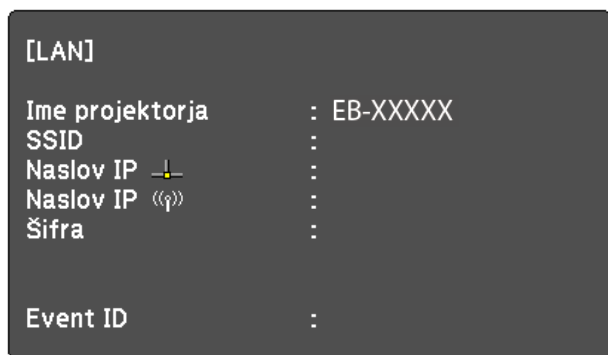 [LAN]
Ime projektorja : EB-XXXXX
SSID :
Naslov IP :
Naslov IP :
Šifra :
Event ID :